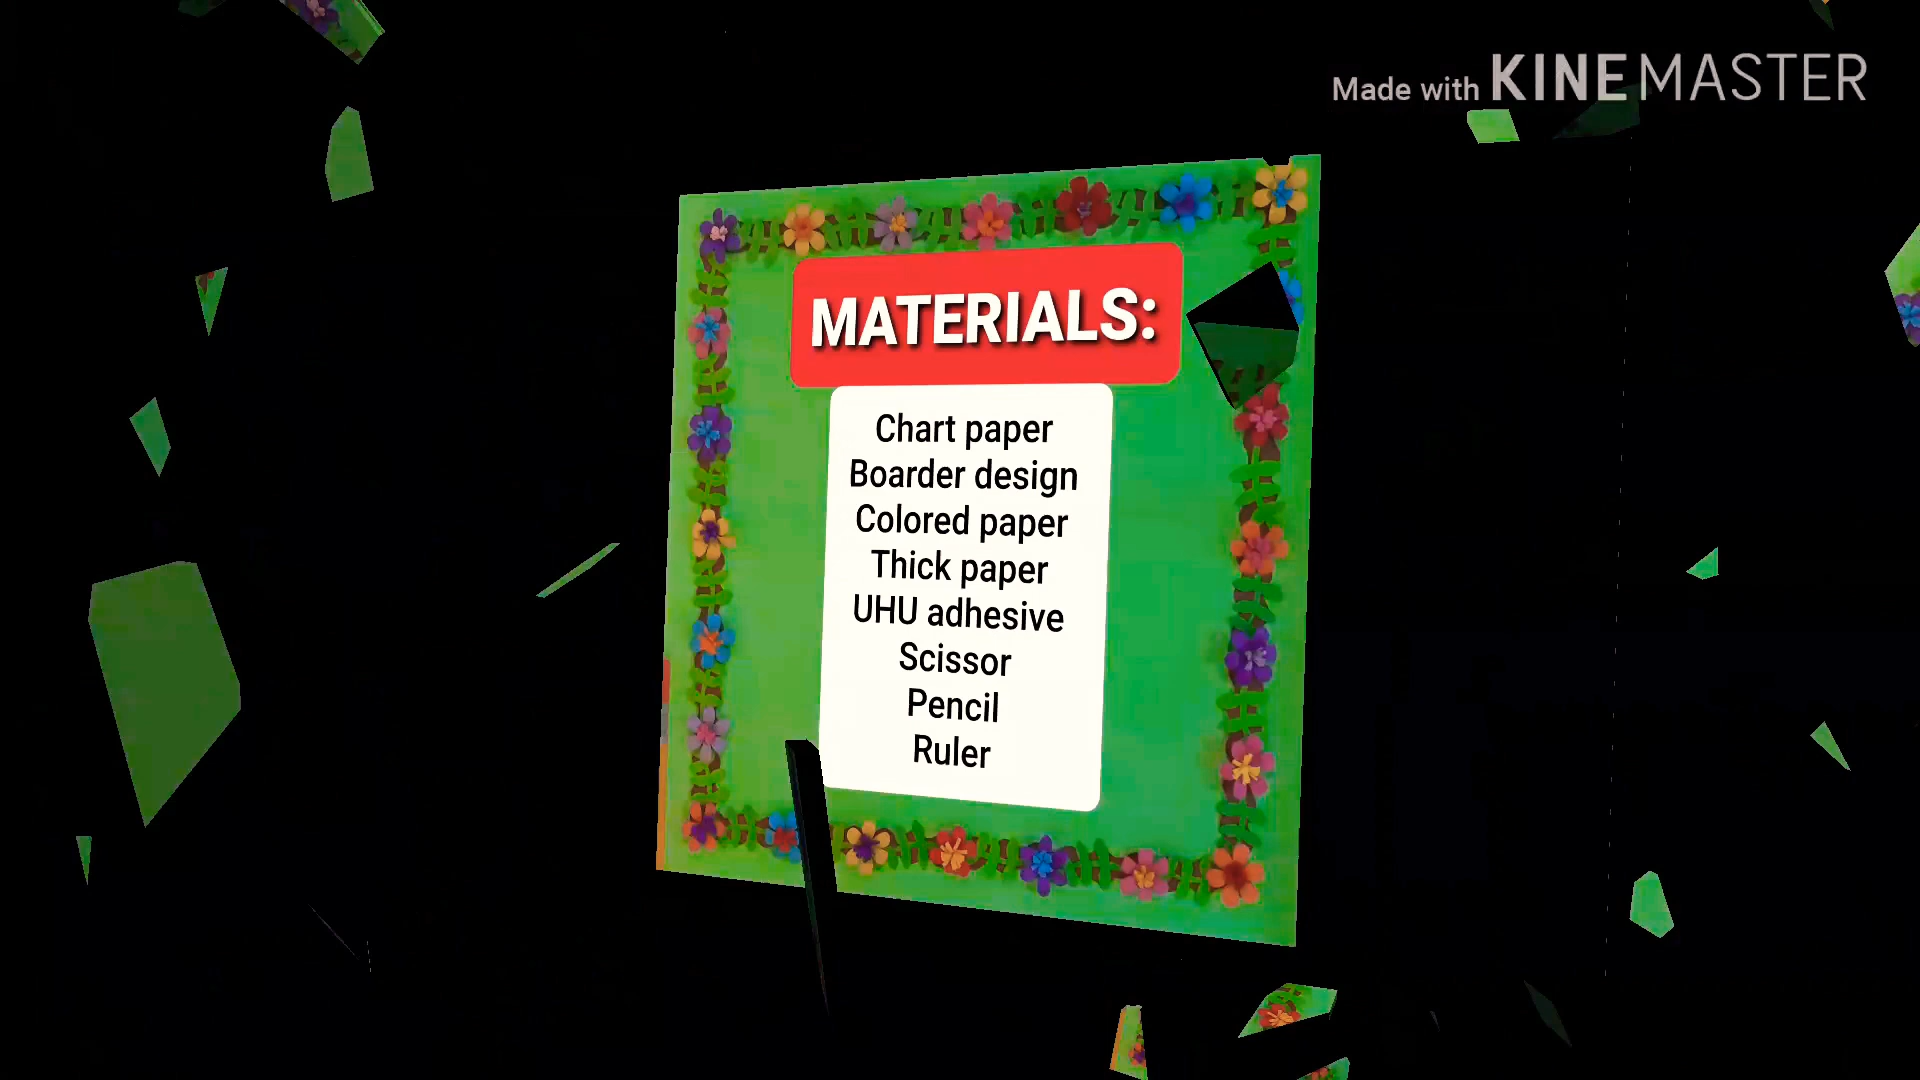 Made with KINEMASTER
MATERIALS:
Chart paper
Boarder design
Colored paper
Thick paper
UHU adhesive
Scissor
Pencil
Ruler